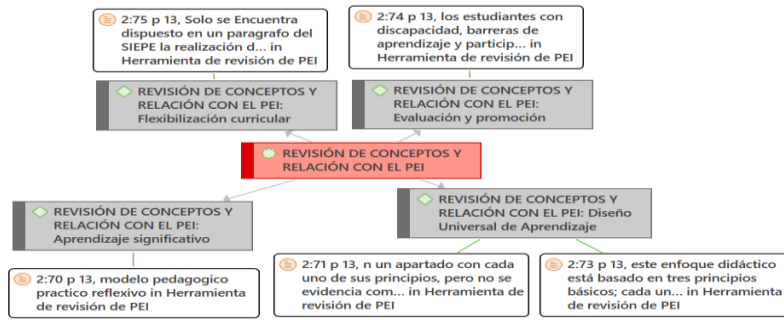 2:75 p 13, Solo se Encuentra
dispuesto en un paragrafo del
SIEPE la realización d... in
Herramienta de revisión de PEI
2:74 p 13, los estudiantes con
discapacidad, barreras de
aprendizaje y particip... in
Herramienta de revisión de PEI
REVISIÓN DE CONCEPTOS Y
RELACIÓN CON EL PEI:
Flexibilización curricular
REVISIÓN DE CONCEPTOS Y
RELACIÓN CON EL PEI:
Evaluación y promoción
REVISIÓN DE CONCEPTOS Y
RELACIÓN CON EL PEI
REVISIÓN DE CONCEPTOS Y
RELACIÓN CON EL PEI:
Aprendizaje significativo
REVISIÓN DE CONCEPTOS Y
RELACIÓN CON EL PEI: Diseño
Universal de Aprendizaje
2:70 p 13, modelo pedagogico
practico reflexivo in Herramienta
de revisión de PEI
2:71 p 13, n un apartado con cada
uno de sus principios, pero no se
evidencia com... in Herramienta de
revisión de PEI
2:73 p 13, este enfoque didáctico
está basado en tres principios
básicos; cada un... in Herramienta
de revisión de PEI